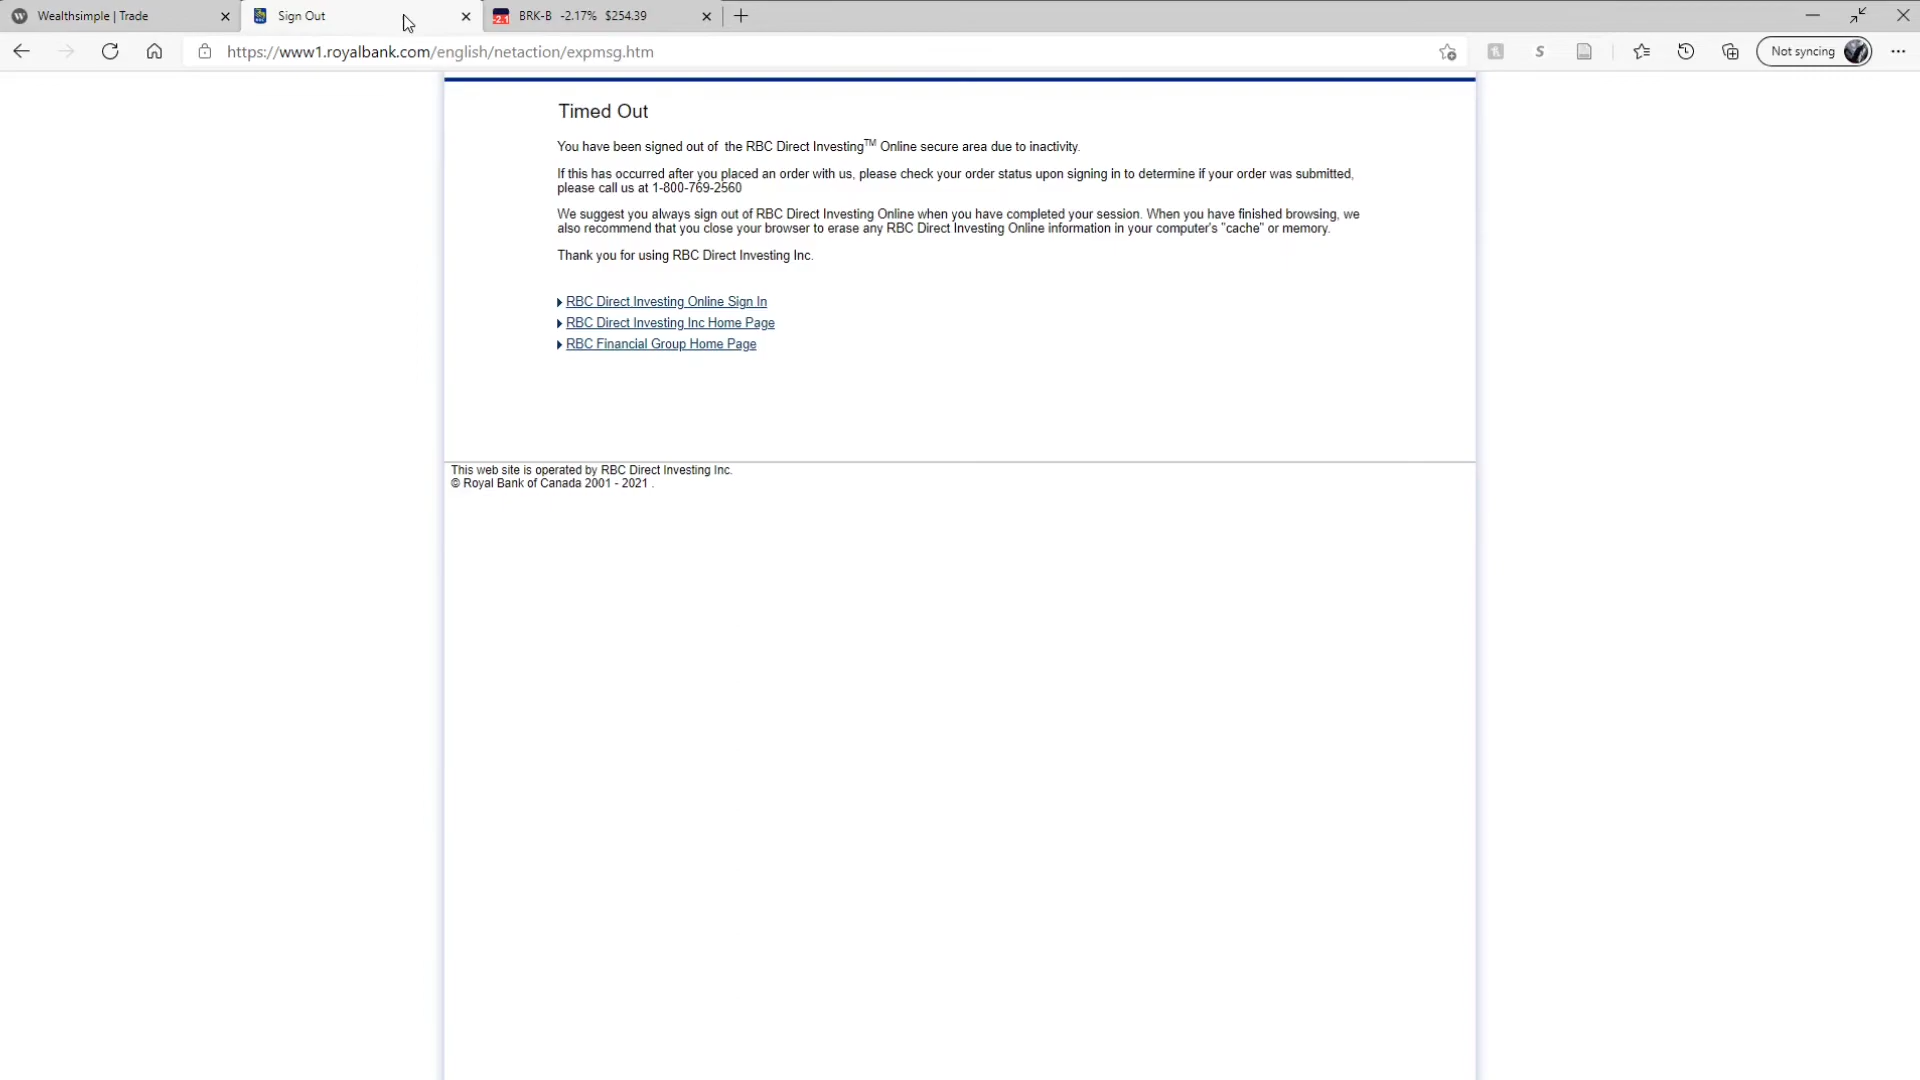 Wealthsimple | Trade
Sign Out
BRK-B -2.17% $254.39
https://www1.royalbank.com/english/netaction/expmsg.htm
Not syncing
Timed Out
You have been signed out of the RBC Direct Investing™ Online secure area due to inactivity.
If this has occurred after you placed an order with us, please check your order status upon signing in to determine if your order was submitted,
please call us at 1-800-769-2560
We suggest you always sign out of RBC Direct Investing Online when you have completed your session. When you have finished browsing, we
also recommend that you close your browser to erase any RBC Direct Investing Online information in your computer's "cache" or memory.
Thank you for using RBC Direct Investing Inc.
RBC Direct Investing Online Sign In
RBC Direct Investing Inc Home Page
RBC Financial Group Home Page
This web site is operated by RBC Direct Investing Inc.
© Royal Bank of Canada 2001 - 2021 .